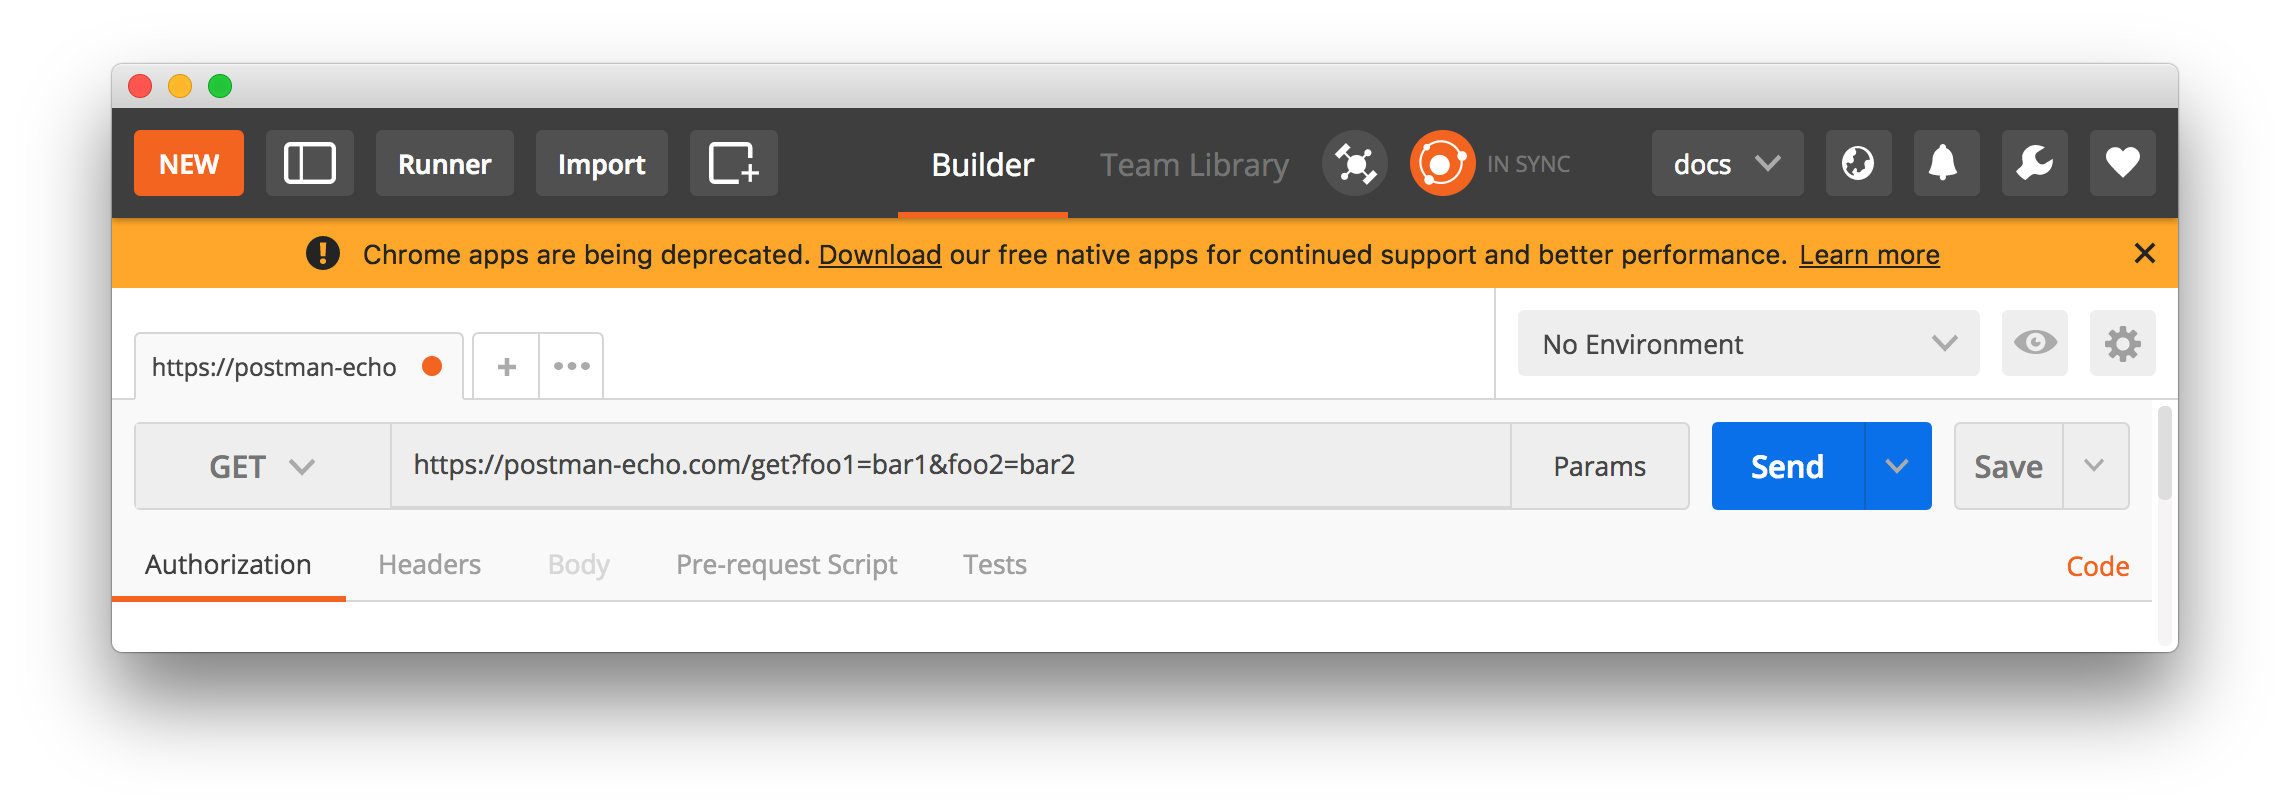 NEW Runner Import Builder Team Library IN SYNC docs
Chrome apps are being deprecated. Download our free native apps for continued support and better performance. Learn more
https://postman-echo + ••• No Environment
GET https://postman-echo.com/get?foo1=bar1&foo2=bar2 Params Send Save
Authorization Headers Body Pre-request Script Tests Code